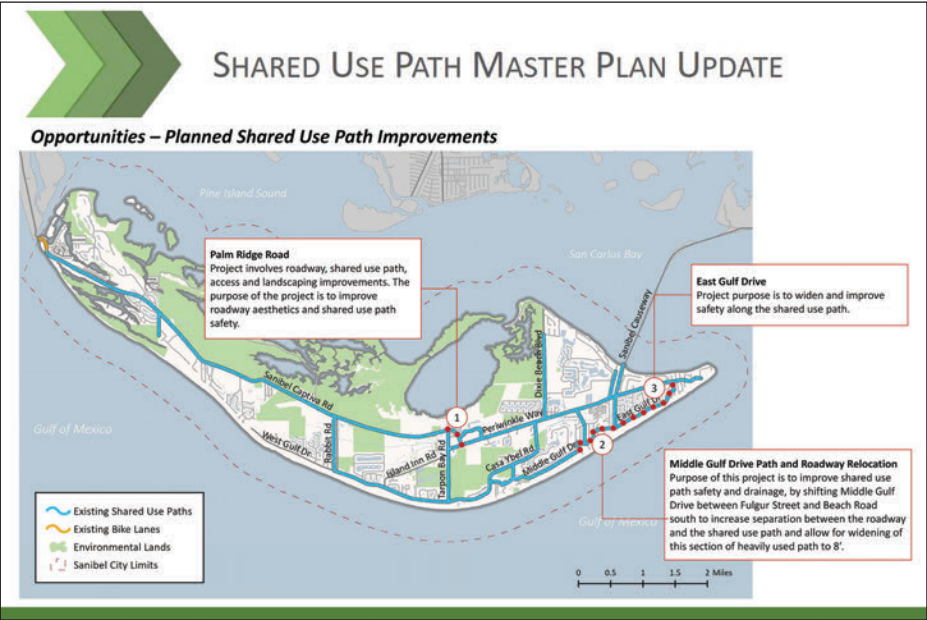 SHARED USE PATH MASTER PLAN UPDATE
Opportunities – Planned Shared Use Path Improvements
Pine Island Sound
San Carlos Bay
Palm Ridge Road
Project involves roadway, shared use path,
access and landscaping improvements. The
purpose of the project is to improve
roadway aesthetics and shared use path
safety.
East Gulf Drive
Project purpose is to widen and improve
safety along the shared use path.
Sanibel Causeway
Dixie Beach Blvd
Sanibel Captiva Rd
1
3
Periwinkle Way
East Gulf Dr
Gulf of Mexico
West Gulf Dr
Rabbit Rd
Island Inn Rd
Tarpon Bay Rd
Casa Ybel Rd
Middle Gulf Dr
2
Middle Gulf Drive Path and Roadway Relocation
Purpose of this project is to improve shared use
path safety and drainage, by shifting Middle Gulf
Drive between Fulgur Street and Beach Road
south to increase separation between the roadway
and the shared use path and allow for widening of
this section of heavily used path to 8'.
Gulf of Mexico
Existing Shared Use Paths
Existing Bike Lanes
Environmental Lands
Sanibel City Limits
0 0.5 1 1.5 2 Miles